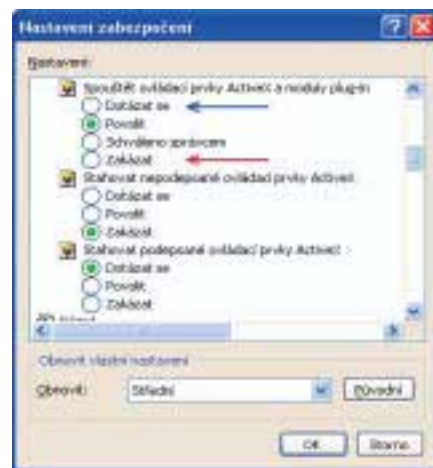 Nastavení zabezpečení
Nastavení:
Spouštět ovládací prvky ActiveX a moduly plug-in
Dotázat se
Povolit
Schváleno správcem
Zakázat
Stahovat nepodepsané ovládací prvky ActiveX
Dotázat se
Povolit
Zakázat
Stahovat podepsané ovládací prvky ActiveX
Dotázat se
Povolit
Zakázat
Obnovit vlastní nastavení
Obnovit:
Střední
Původní
OK
Storno